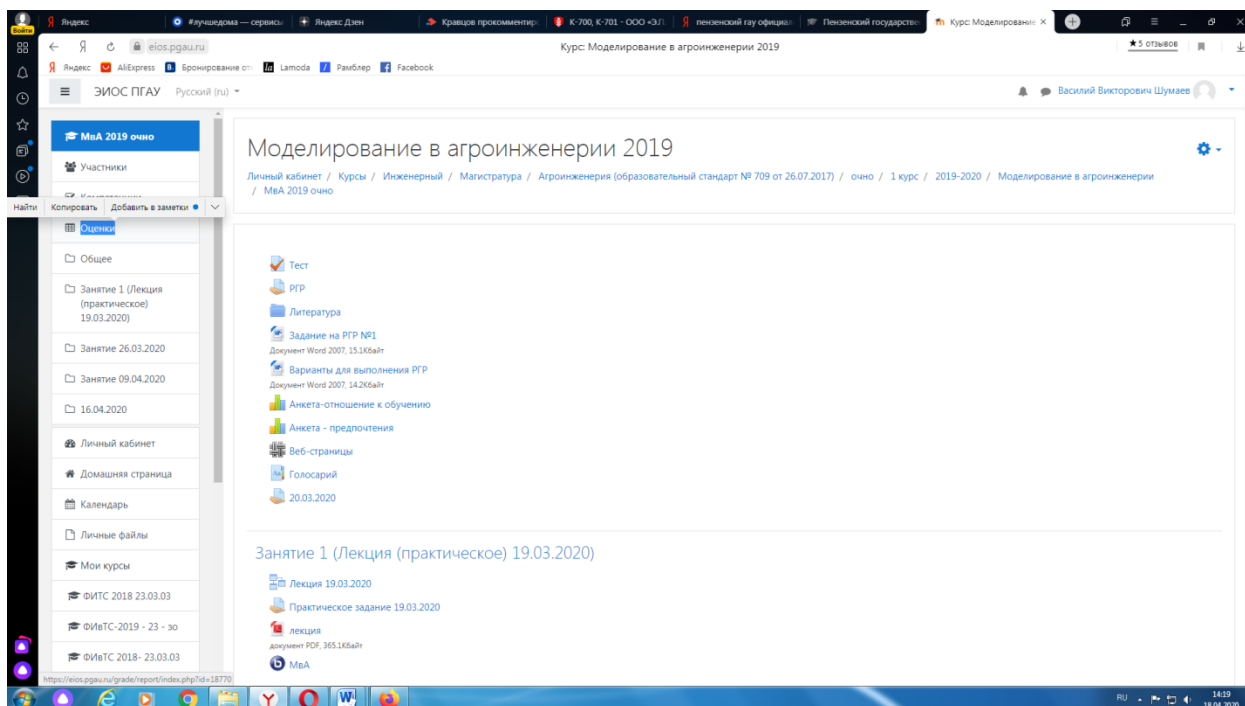 Войти
Яндекс
#лучшедома — сервисы
Яндекс Дзен
Кравцов прокомментир
К-700, К-701 - ООО «Э.П.
пензенский гау официал
Пензенский государстве
Курс: Моделирование
eios.pgau.ru
Курс: Моделирование в агроинженерии 2019
★5 отзывов
Яндекс
AliExpress
Бронирование от
Lamoda
Рамблер
Facebook
ЭИОС ПГАУ Русский (ru)
Василий Викторович Шумаев
МвА 2019 очно
Участники
Найти Копировать Добавить в заметки
Оценки
Общее
Занятие 1 (Лекция
(практическое)
19.03.2020)
Занятие 26.03.2020
Занятие 09.04.2020
16.04.2020
Личный кабинет
Домашняя страница
Календарь
Личные файлы
Мои курсы
ФИТС 2018 23.03.03
ФИвТС-2019 - 23 - зо
ФИвТС 2018- 23.03.03
https://eios.pgau.ru/grade/report/index.php?id=18770
Моделирование в агроинженерии 2019
Личный кабинет / Курсы / Инженерный / Магистратура / Агроинженерия (образовательный стандарт № 709 от 26.07.2017) / очно / 1 курс / 2019-2020 / Моделирование в агроинженерии
/ МвА 2019 очно
Тест
РГР
Литература
Задание на РГР №1
Документ Word 2007, 15.1Кбайт
Варианты для выполнения РГР
Документ Word 2007, 14.2Кбайт
Анкета-отношение к обучению
Анкета - предпочтения
Веб-страницы
Голосарий
20.03.2020
Занятие 1 (Лекция (практическое) 19.03.2020)
Лекция 19.03.2020
Практическое задание 19.03.2020
лекция
документ PDF, 365.1Кбайт
МвА
RU
14:19
18.04.2020